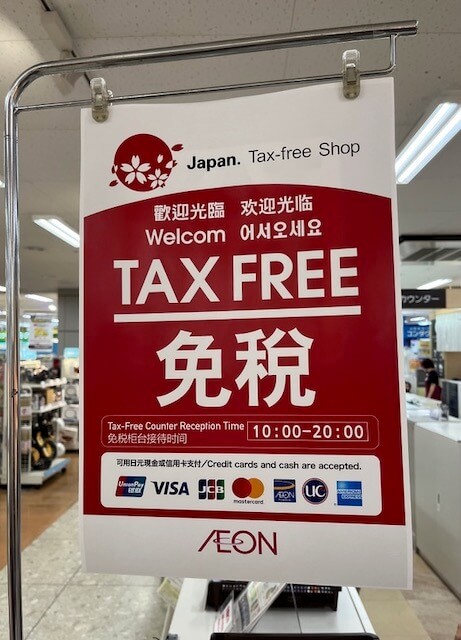 Japan. Tax-free Shop
歡迎光臨 欢迎光临
Welcom 어서오세요
TAX FREE
免税
Tax-Free Counter Reception Time
免税柜台接待时间
10:00-20:00
可用日元現金或信用卡支付/Credit cards and cash are accepted.
UnionPay 银联 VISA JCB mastercard AEON UC AMERICAN EXPRESS
ÆON
カウンター